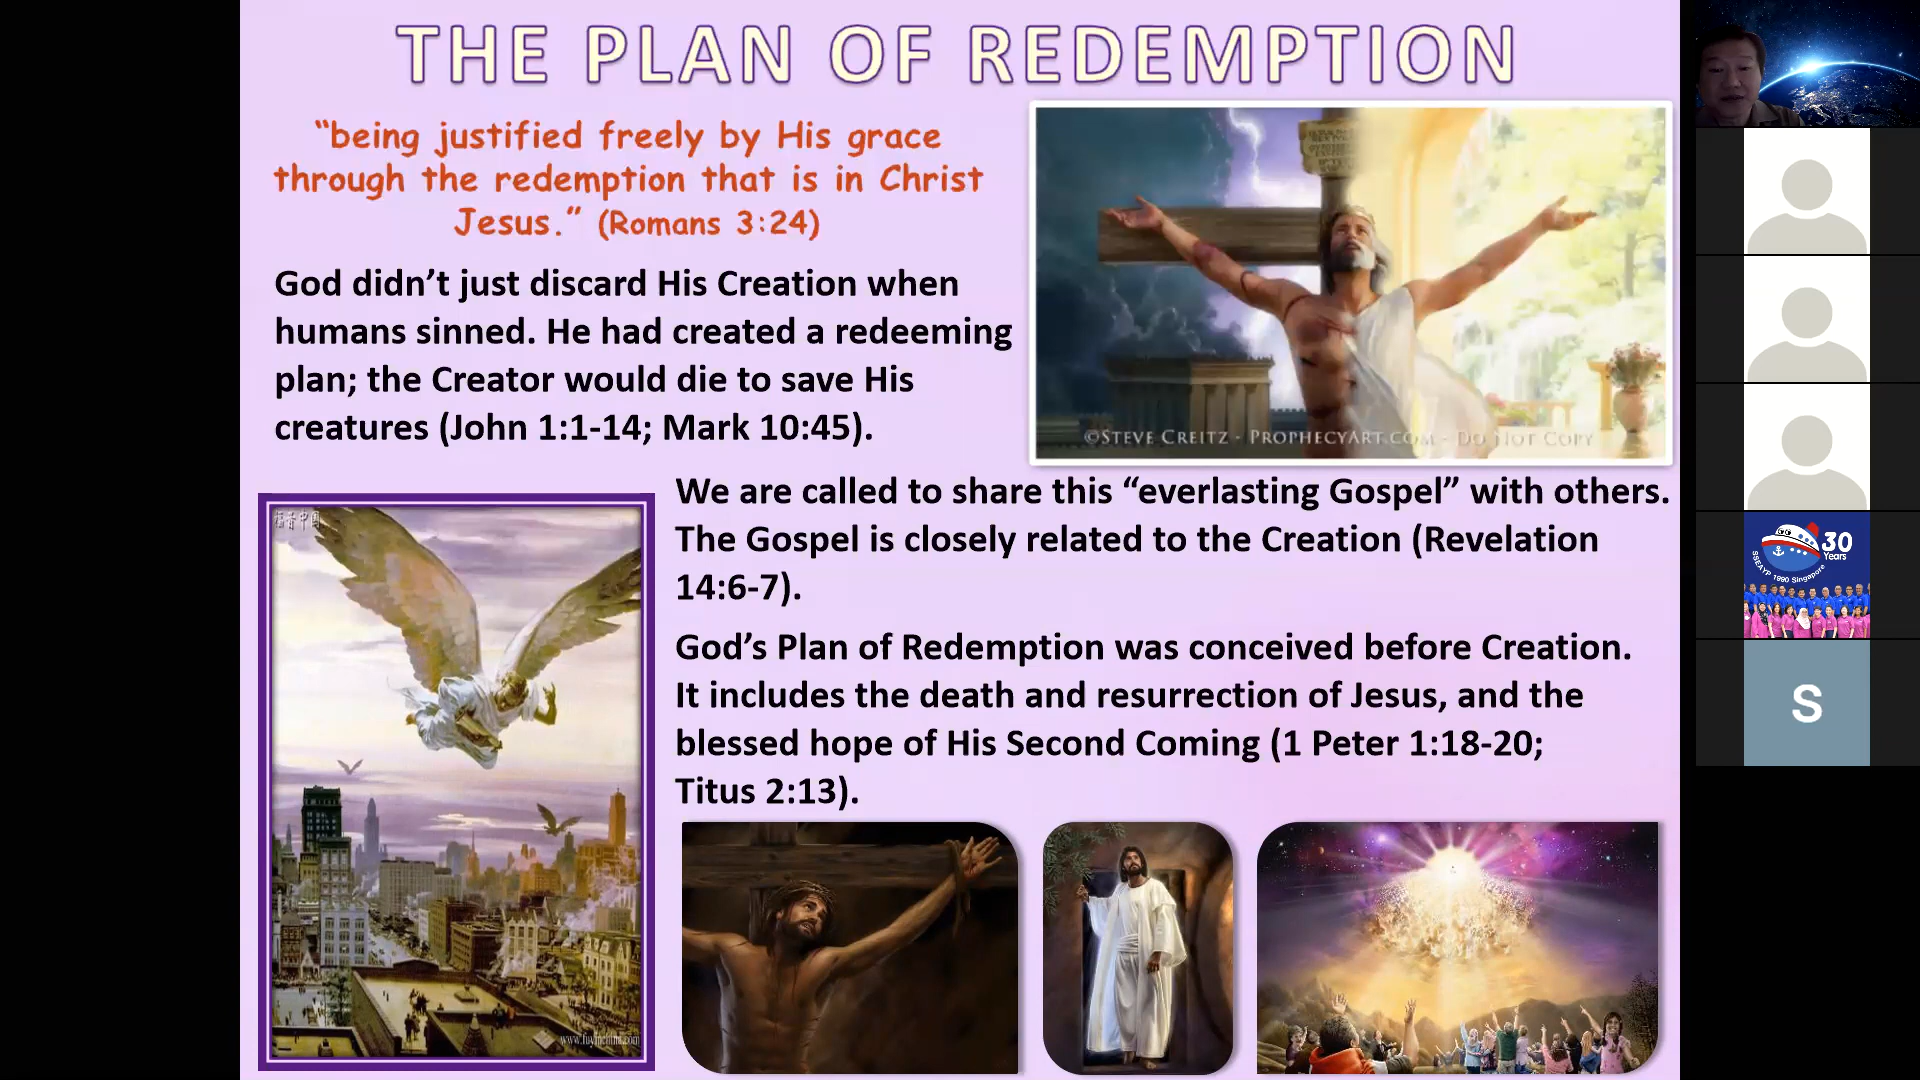 THE PLAN OF REDEMPTION
“being justified freely by His grace
through the redemption that is in Christ
Jesus.” (Romans 3:24)
God didn’t just discard His Creation when
humans sinned. He had created a redeeming
plan; the Creator would die to save His
creatures (John 1:1-14; Mark 10:45).
©STEVE CREITZ - PROPHECYART.COM - DO NOT COPY
We are called to share this “everlasting Gospel” with others.
The Gospel is closely related to the Creation (Revelation
14:6-7).
God’s Plan of Redemption was conceived before Creation.
It includes the death and resurrection of Jesus, and the
blessed hope of His Second Coming (1 Peter 1:18-20;
Titus 2:13).
30
Years
SSEAYP 1990 Singapore
S